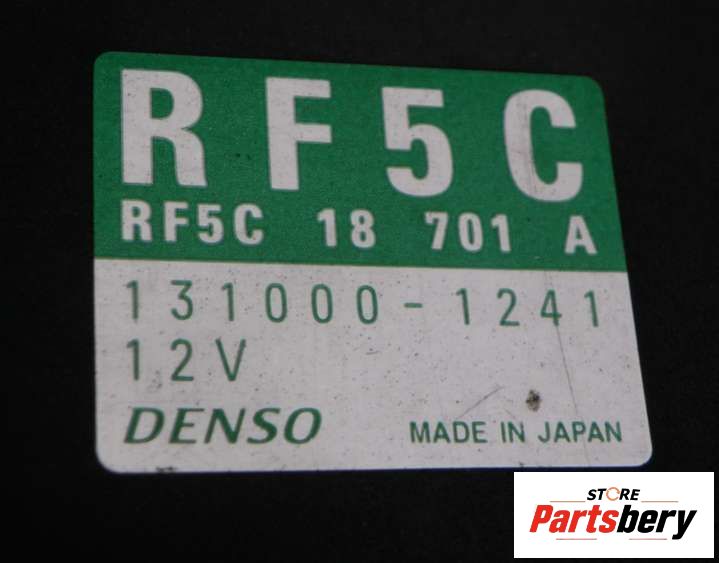 RF5C
RF5C 18 701 A
131000-1241
12V
DENSO MADE IN JAPAN
STORE
Partsbery